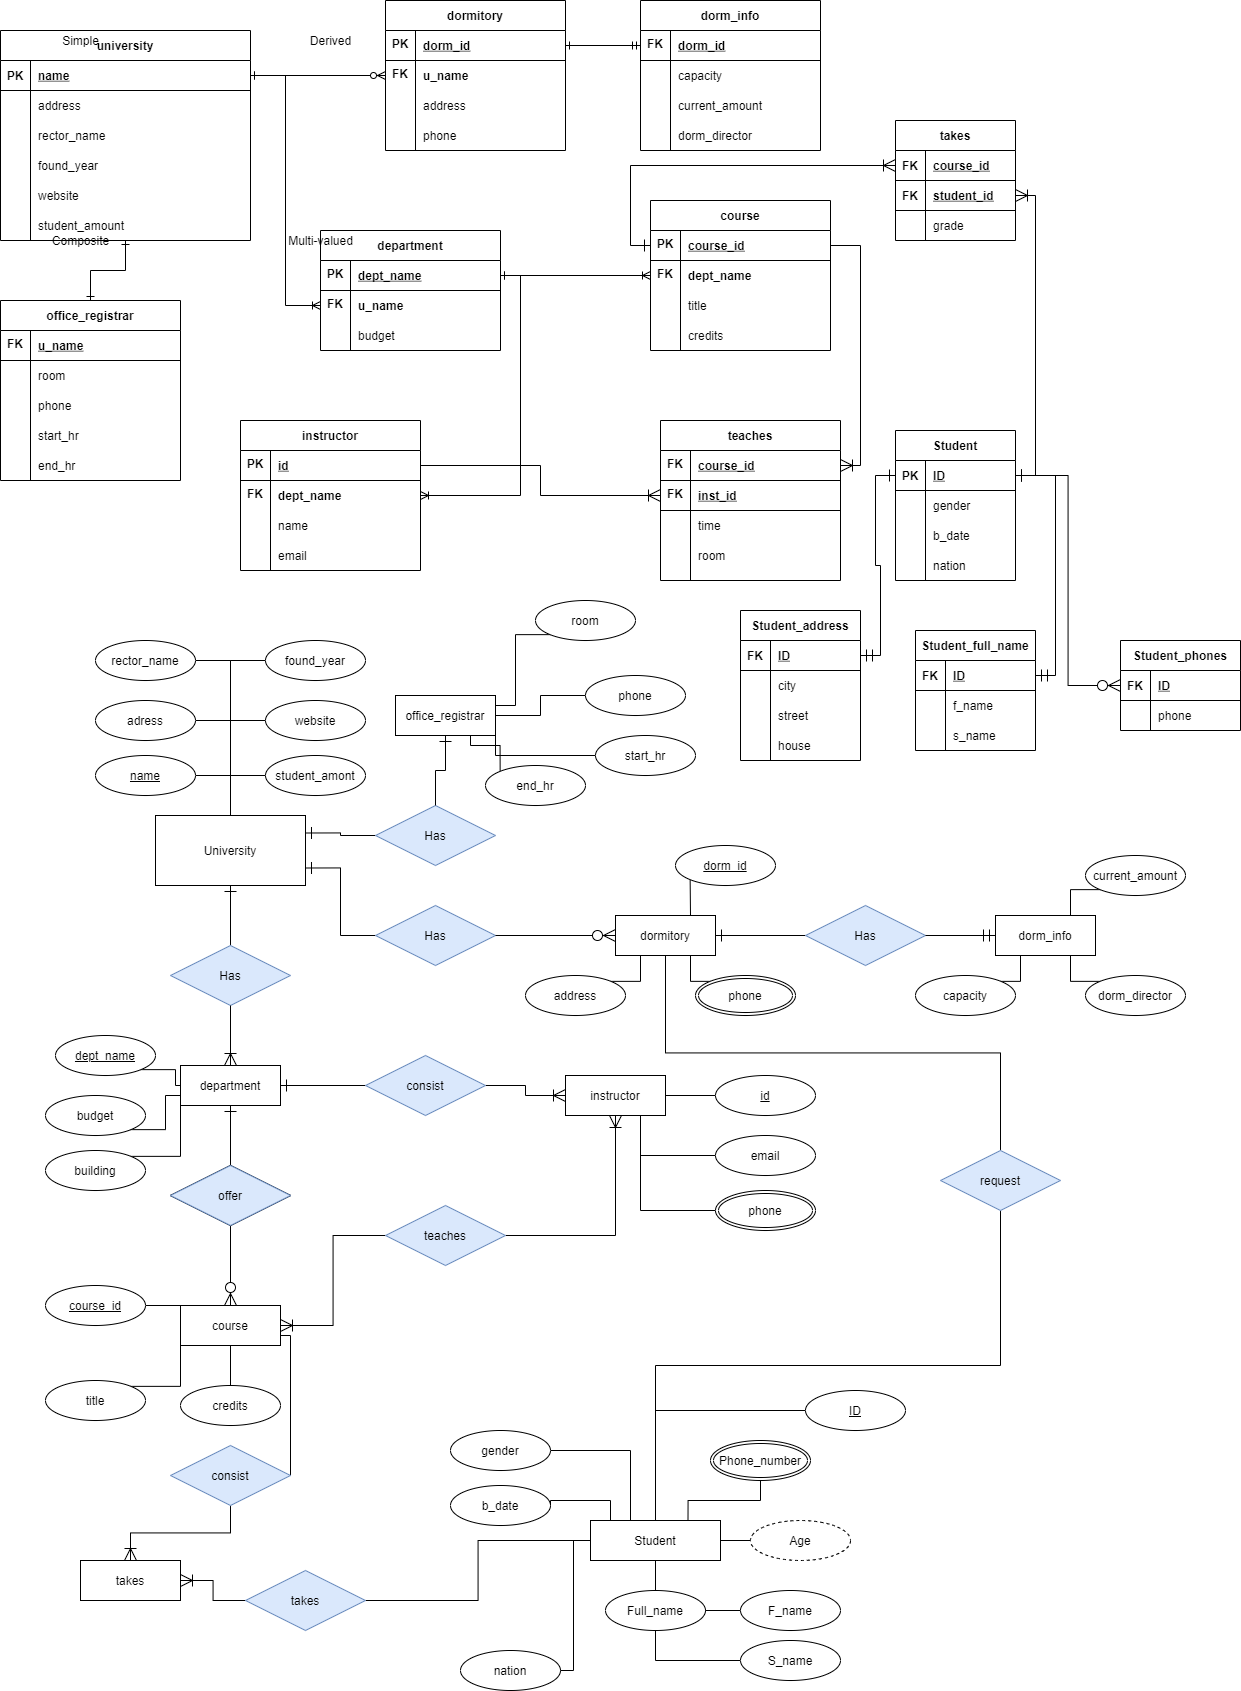 dormitory
PK dorm_id
FK u_name
address
phone
dorm_info
FK dorm_id
capacity
current_amount
dorm_director
Simple
Derived
university
PK name
address
rector_name
found_year
website
student_amount
Composite
Multi-valued
takes
FK course_id
FK student_id
grade
course
PK course_id
FK dept_name
title
credits
department
PK dept_name
FK u_name
budget
office_registrar
FK u_name
room
phone
start_hr
end_hr
instructor
PK id
FK dept_name
name
email
teaches
FK course_id
FK inst_id
time
room
Student
PK ID
gender
b_date
nation
Student_address
FK ID
city
street
house
Student_full_name
FK ID
f_name
s_name
Student_phones
FK ID
phone
room
rector_name
found_year
phone
office_registrar
adress
website
start_hr
name
student_amont
end_hr
Has
University
dorm_id
current_amount
Has
dormitory
Has
dorm_info
Has
address
phone
capacity
dorm_director
dept_name
department
consist
instructor
id
budget
email
building
request
offer
phone
teaches
course_id
course
title
credits
ID
gender
Phone_number
consist
b_date
Student
Age
takes
takes
Full_name
F_name
S_name
nation